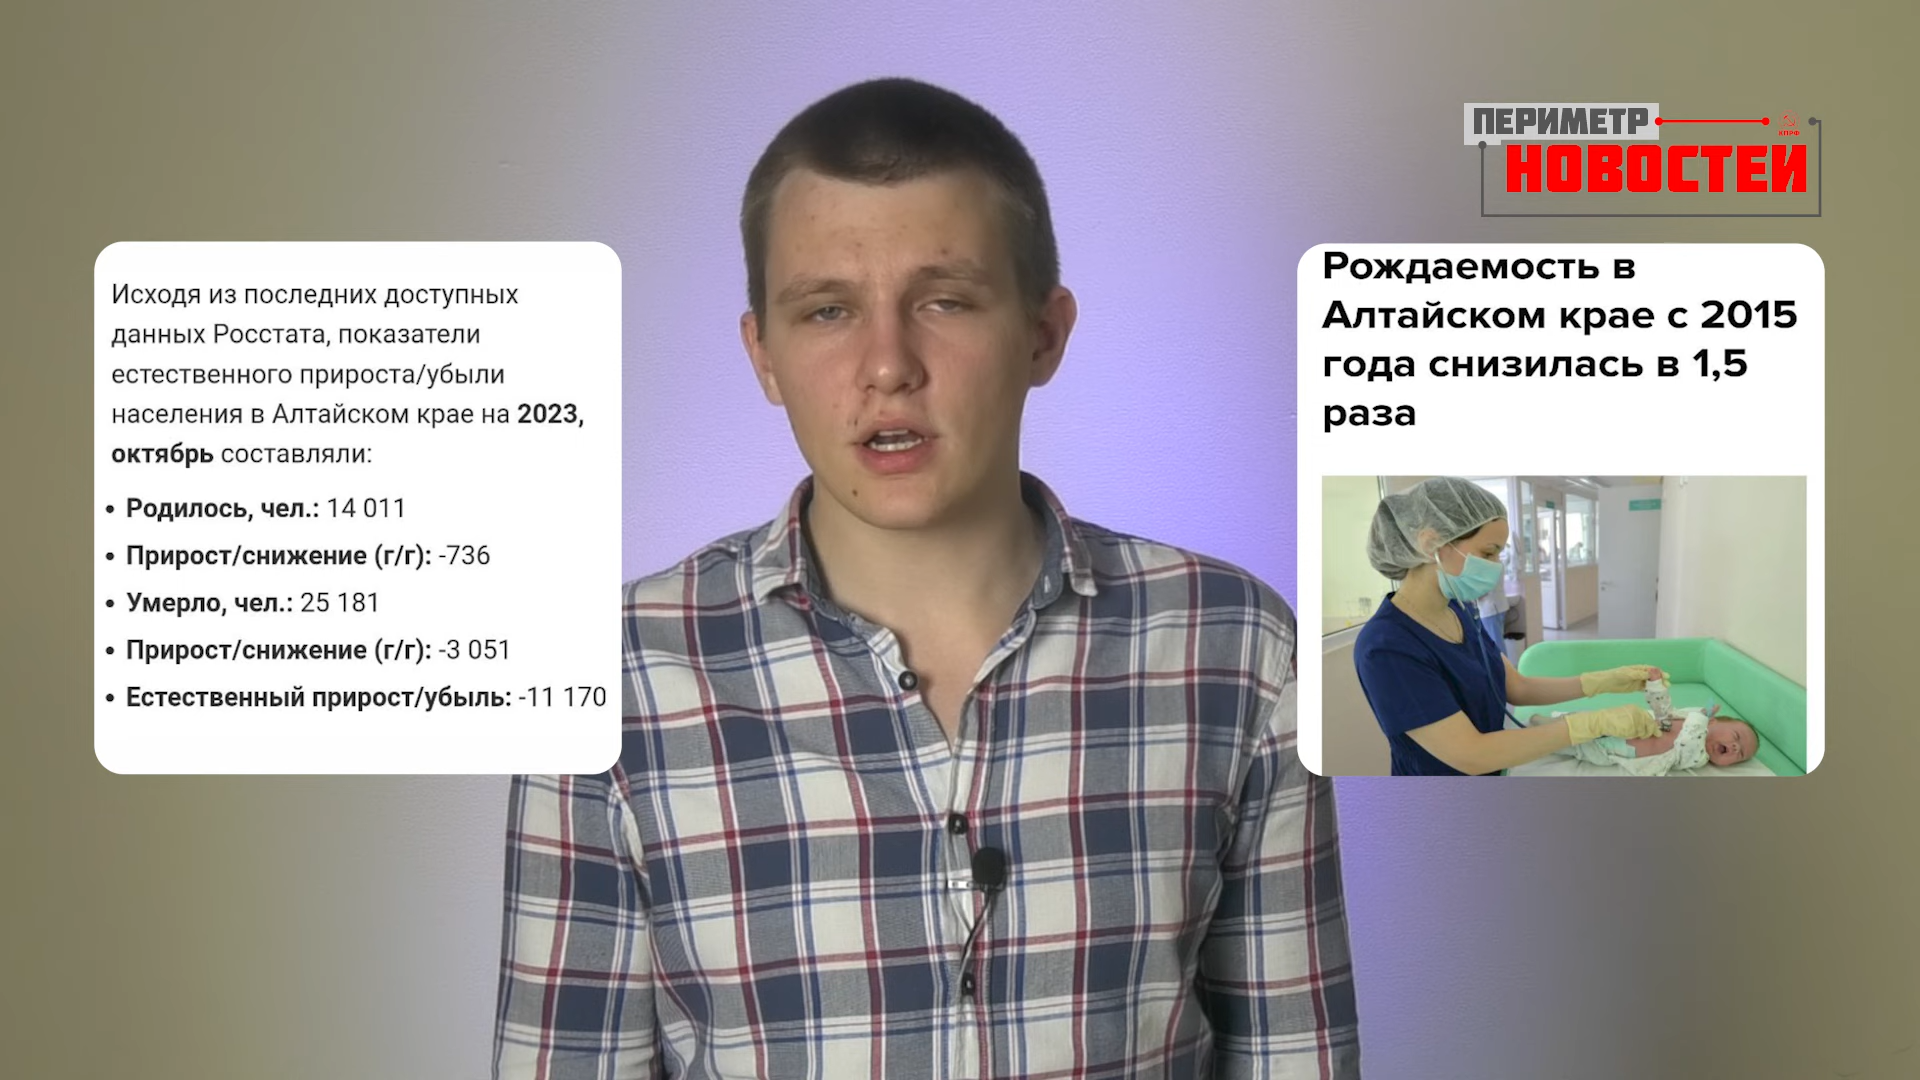 ПЕРИМЕТР
КПРФ
НОВОСТЕЙ
Исходя из последних доступных
данных Росстата, показатели
естественного прироста/убыли
населения в Алтайском крае на 2023,
октябрь составляли:
• Родилось, чел.: 14 011
• Прирост/снижение (г/г): -736
• Умерло, чел.: 25 181
• Прирост/снижение (г/г): -3 051
• Естественный прирост/убыль: -11 170
Рождаемость в
Алтайском крае с 2015
года снизилась в 1,5
раза